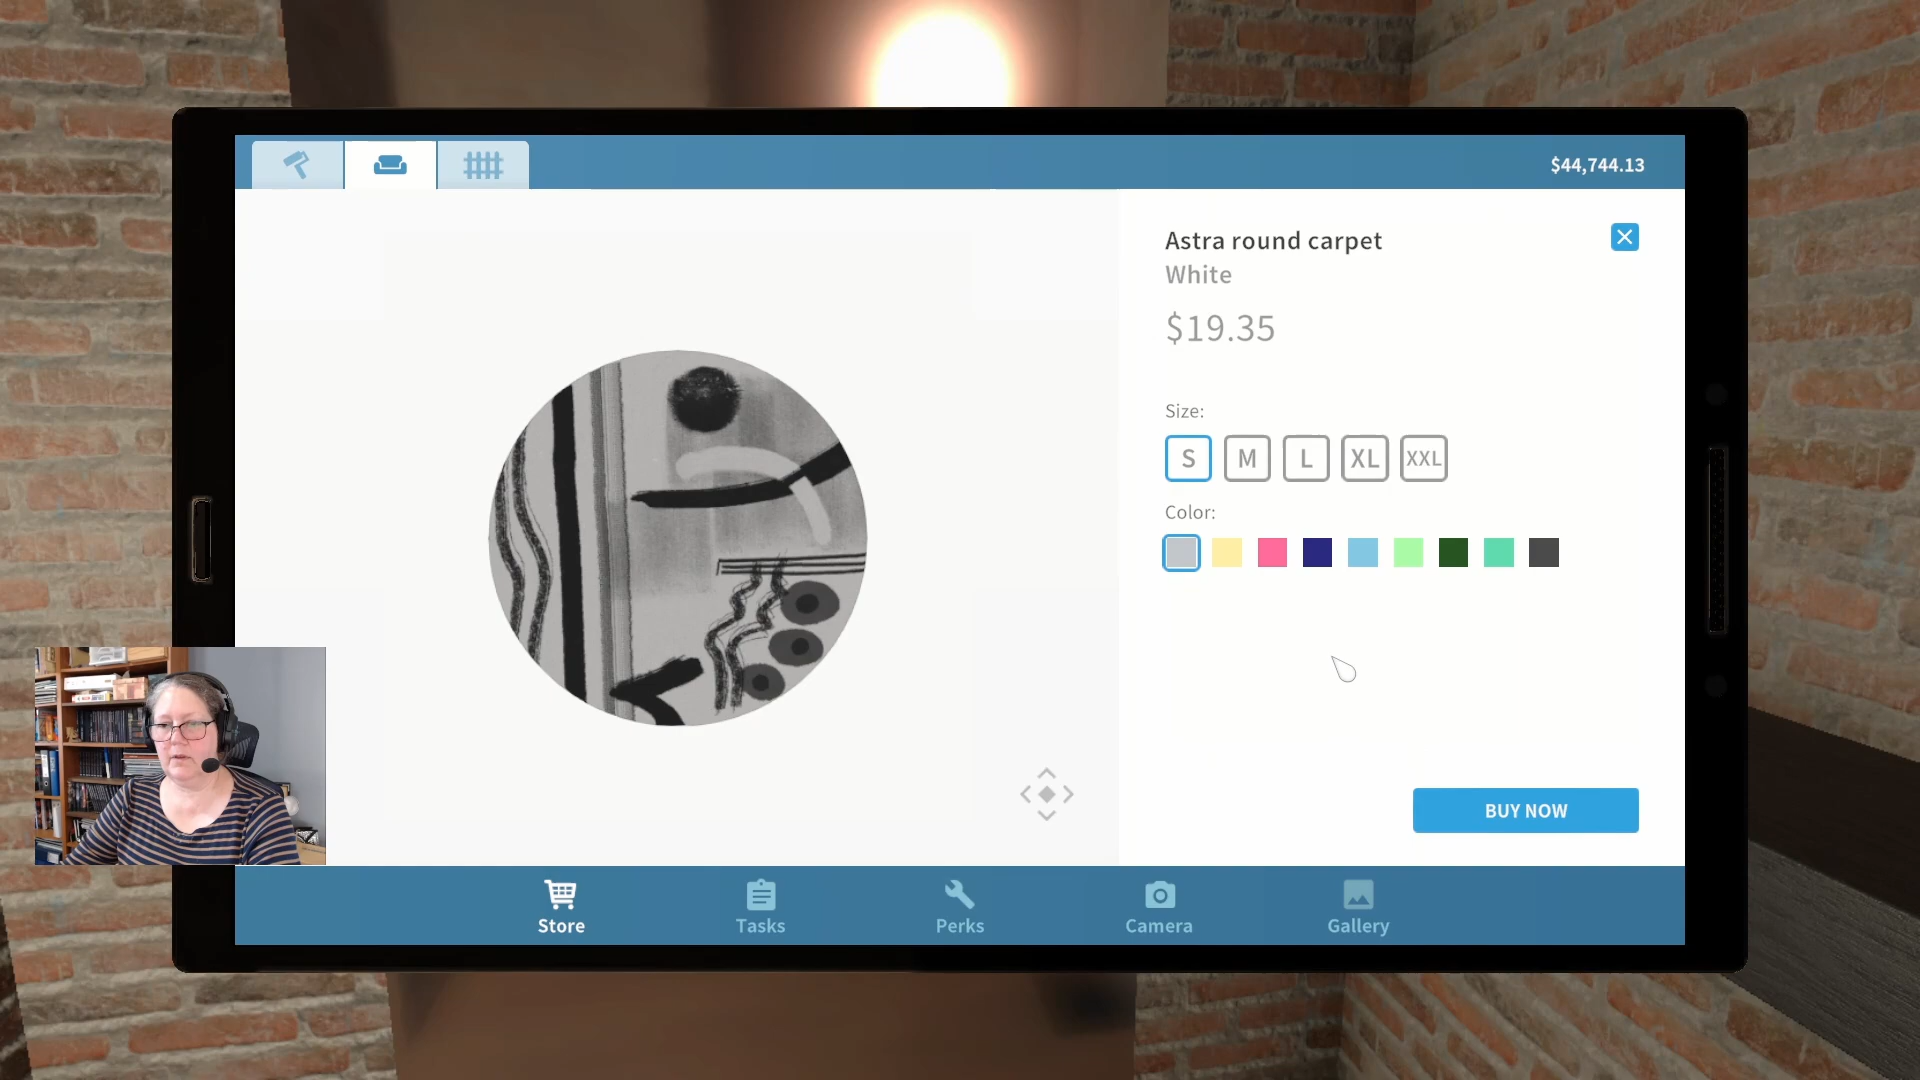 $44,744.13
Astra round carpet
White
$19.35
Size:
S M L XL XXL
Color:
BUY NOW
Store Tasks Perks Camera Gallery